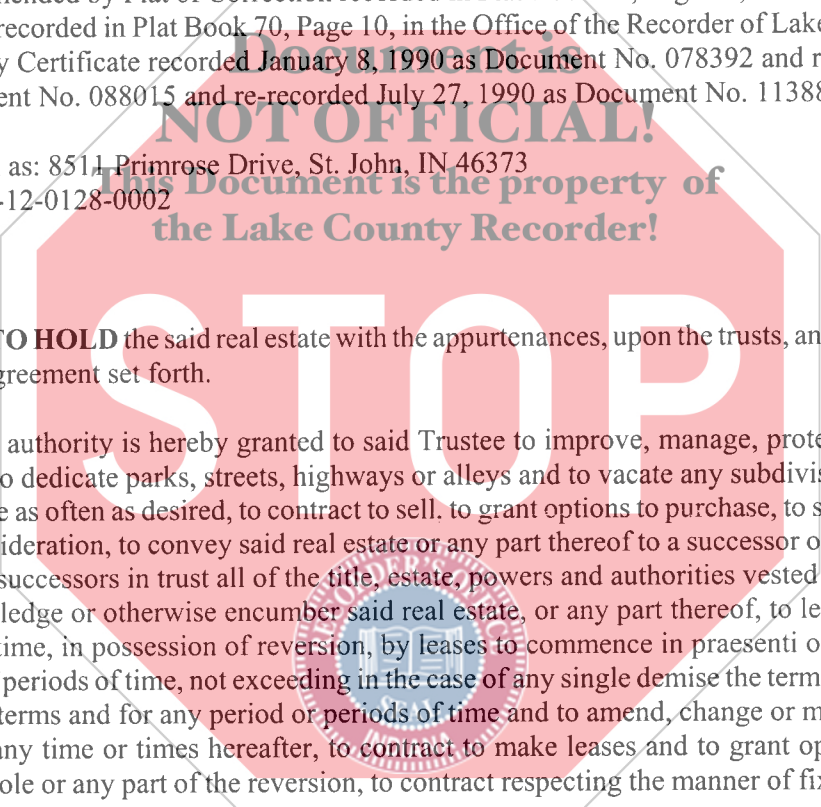 recorded in Plat Book 70, Page 10, in the Office of the Recorder of Lake
y Certificate recorded January 8, 1990 as Document No. 078392 and r
ent No. 088015 and re-recorded July 27, 1990 as Document No. 11388
Document is
NOT OFFICIAL!
This Document is the property of
the Lake County Recorder!
as: 8511 Primrose Drive, St. John, IN 46373
-12-0128-0002
STOP
TO HOLD the said real estate with the appurtenances, upon the trusts, an
greement set forth.
authority is hereby granted to said Trustee to improve, manage, prote
o dedicate parks, streets, highways or alleys and to vacate any subdivis
e as often as desired, to contract to sell, to grant options to purchase, to s
ideration, to convey said real estate or any part thereof to a successor o
successors in trust all of the title, estate, powers and authorities vested
ledge or otherwise encumber said real estate, or any part thereof, to le
time, in possession of reversion, by leases to commence in praesenti o
periods of time, not exceeding in the case of any single demise the term
terms and for any period or periods of time and to amend, change or m
any time or times hereafter, to contract to make leases and to grant op
ole or any part of the reversion, to contract respecting the manner of fix
RECORDER'S OFFICE
SEAL
INDIANA